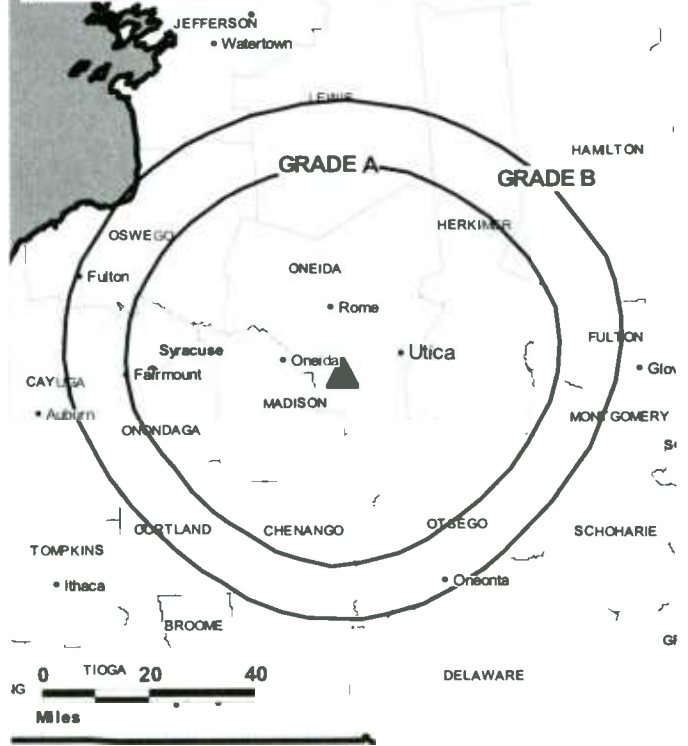 JEFFERSON
Watertown
LEWIS
HAMILTON
GRADE A
GRADE B
OSWEGO
HERKIMER
ONEIDA
Fulton
Rome
FULTON
Syracuse
Utica
Oneida
Fairmount
CAYUGA
MADISON
Auburn
MONTGOMERY
ONONDAGA
CORTLAND
CHENANGO
OTSEGO
SCHOHARIE
TOMPKINS
Ithaca
Oneonta
BROOME
TIOGA
DELAWARE
0 20 40
Miles